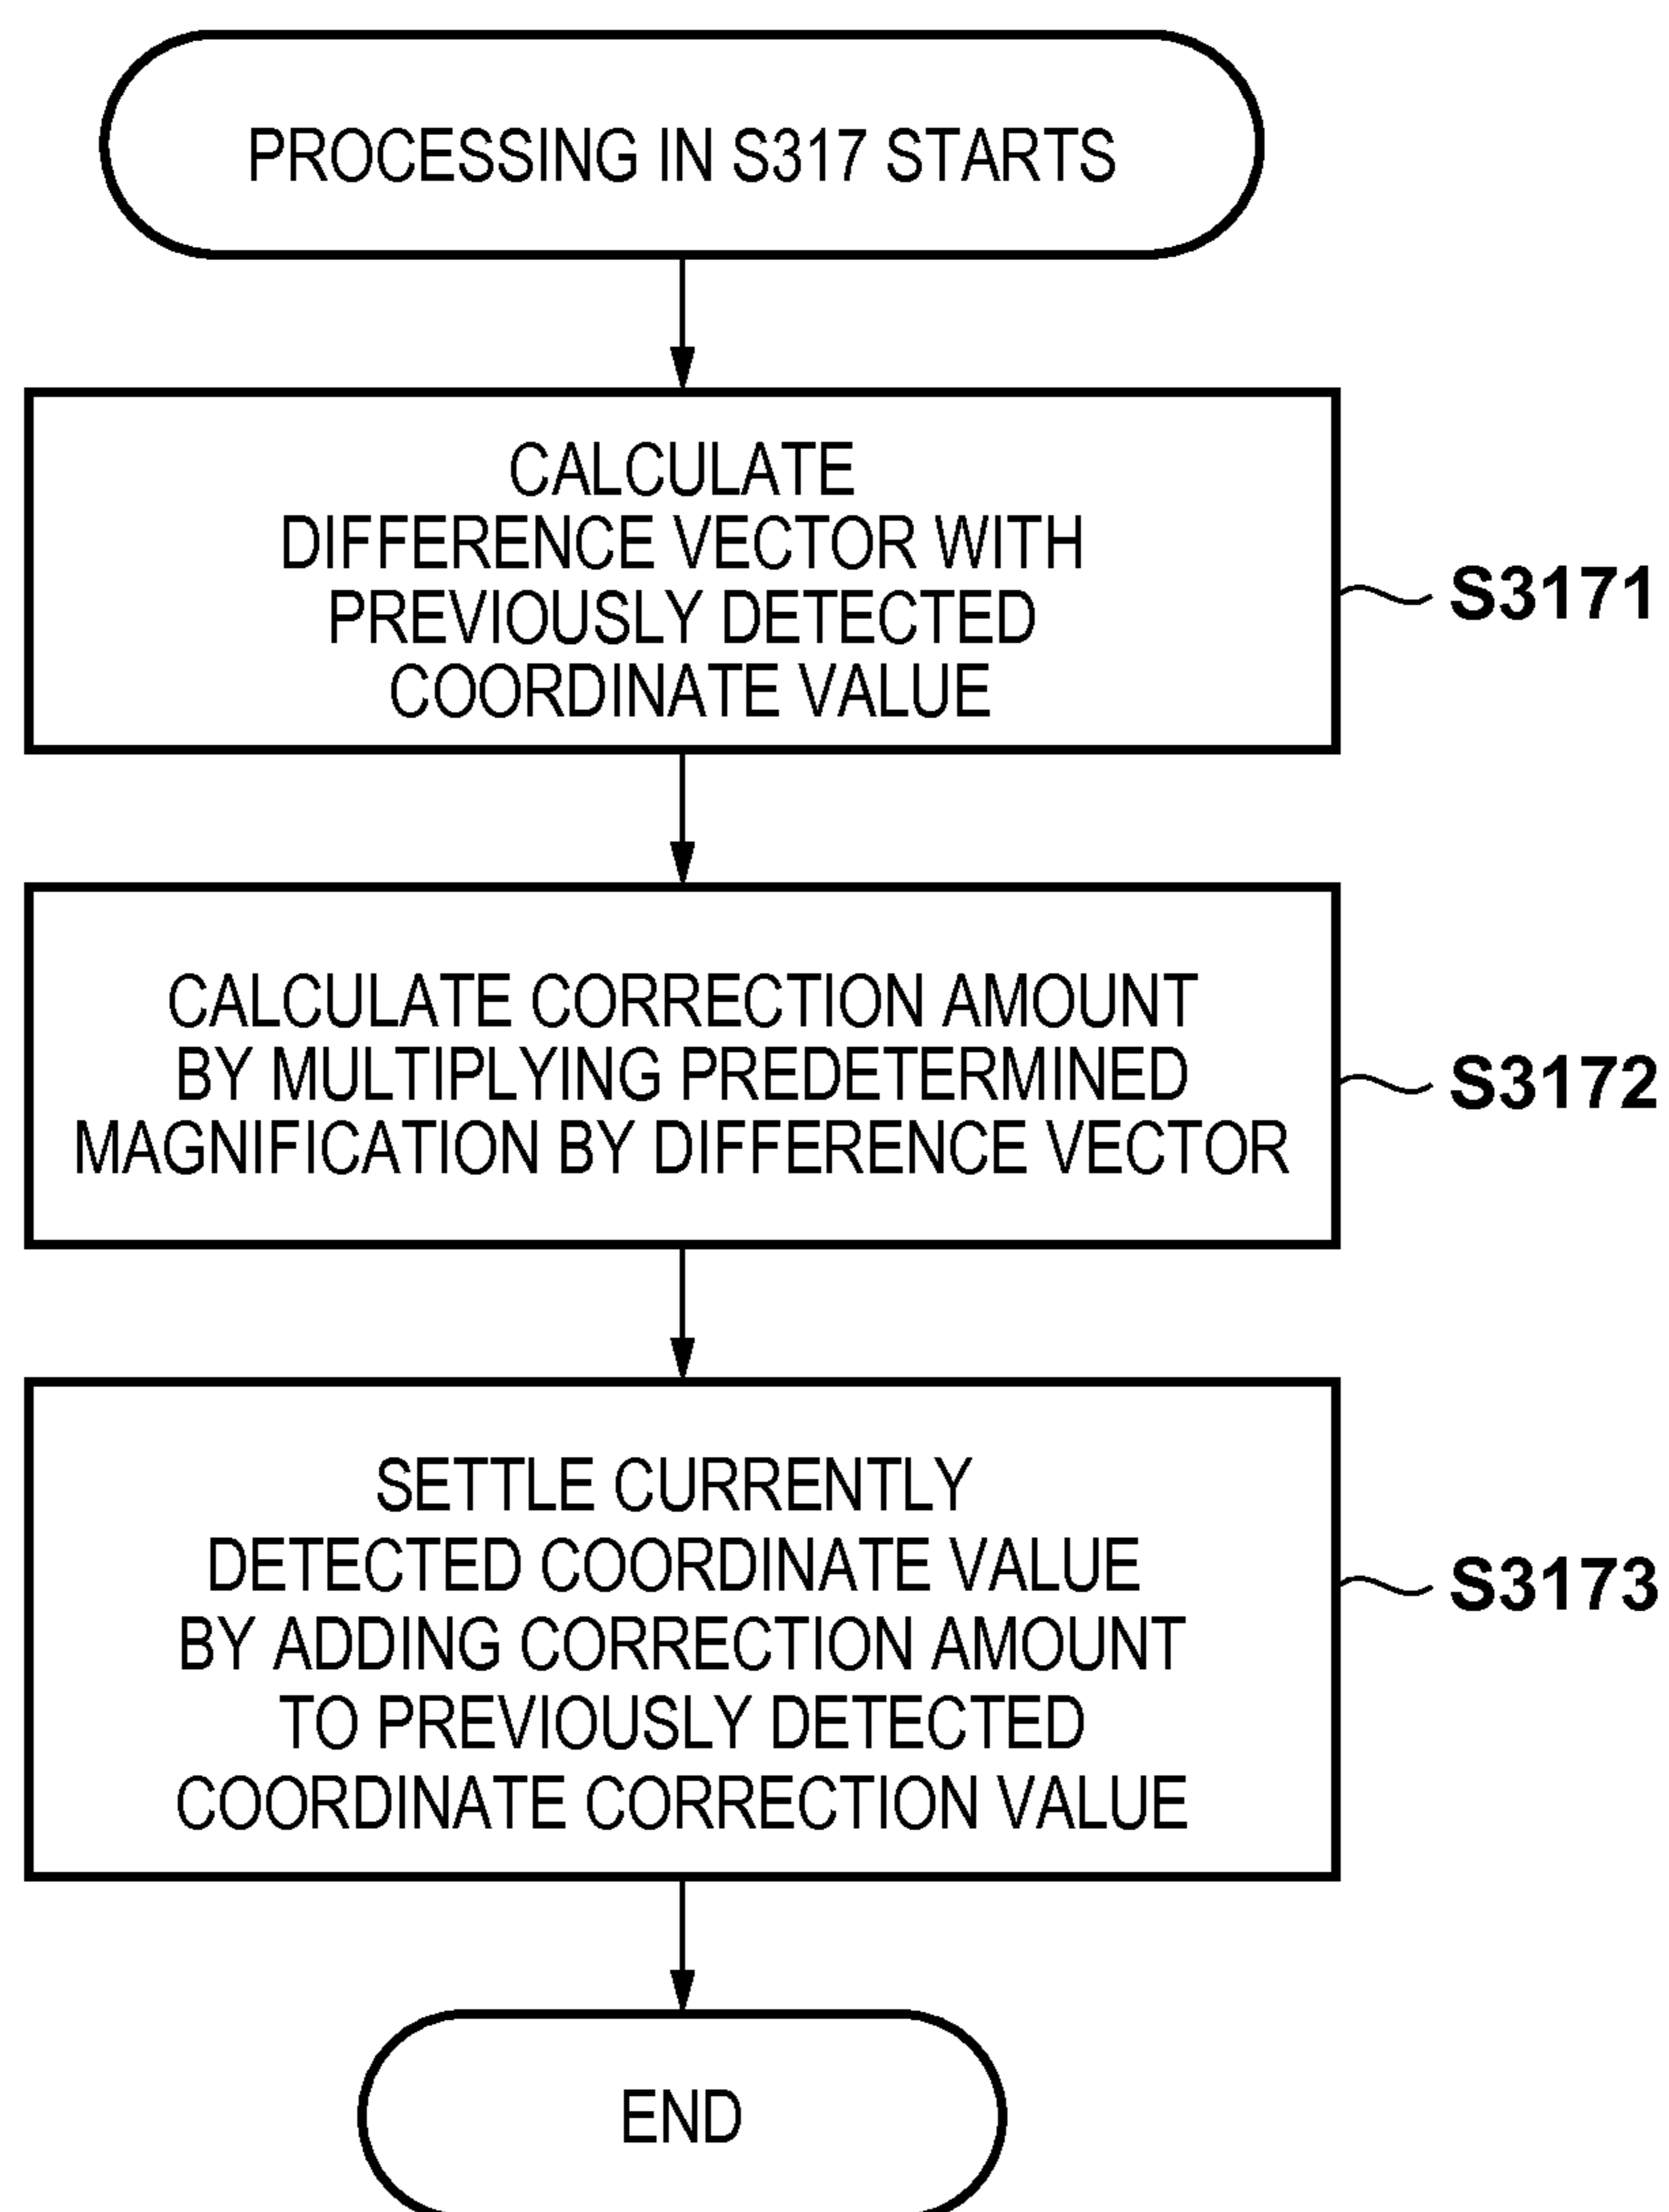 PROCESSING IN S317 STARTS
CALCULATE
DIFFERENCE VECTOR WITH
PREVIOUSLY DETECTED
COORDINATE VALUE
S3171
CALCULATE CORRECTION AMOUNT
BY MULTIPLYING PREDETERMINED
MAGNIFICATION BY DIFFERENCE VECTOR
S3172
SETTLE CURRENTLY
DETECTED COORDINATE VALUE
BY ADDING CORRECTION AMOUNT
TO PREVIOUSLY DETECTED
COORDINATE CORRECTION VALUE
S3173
END